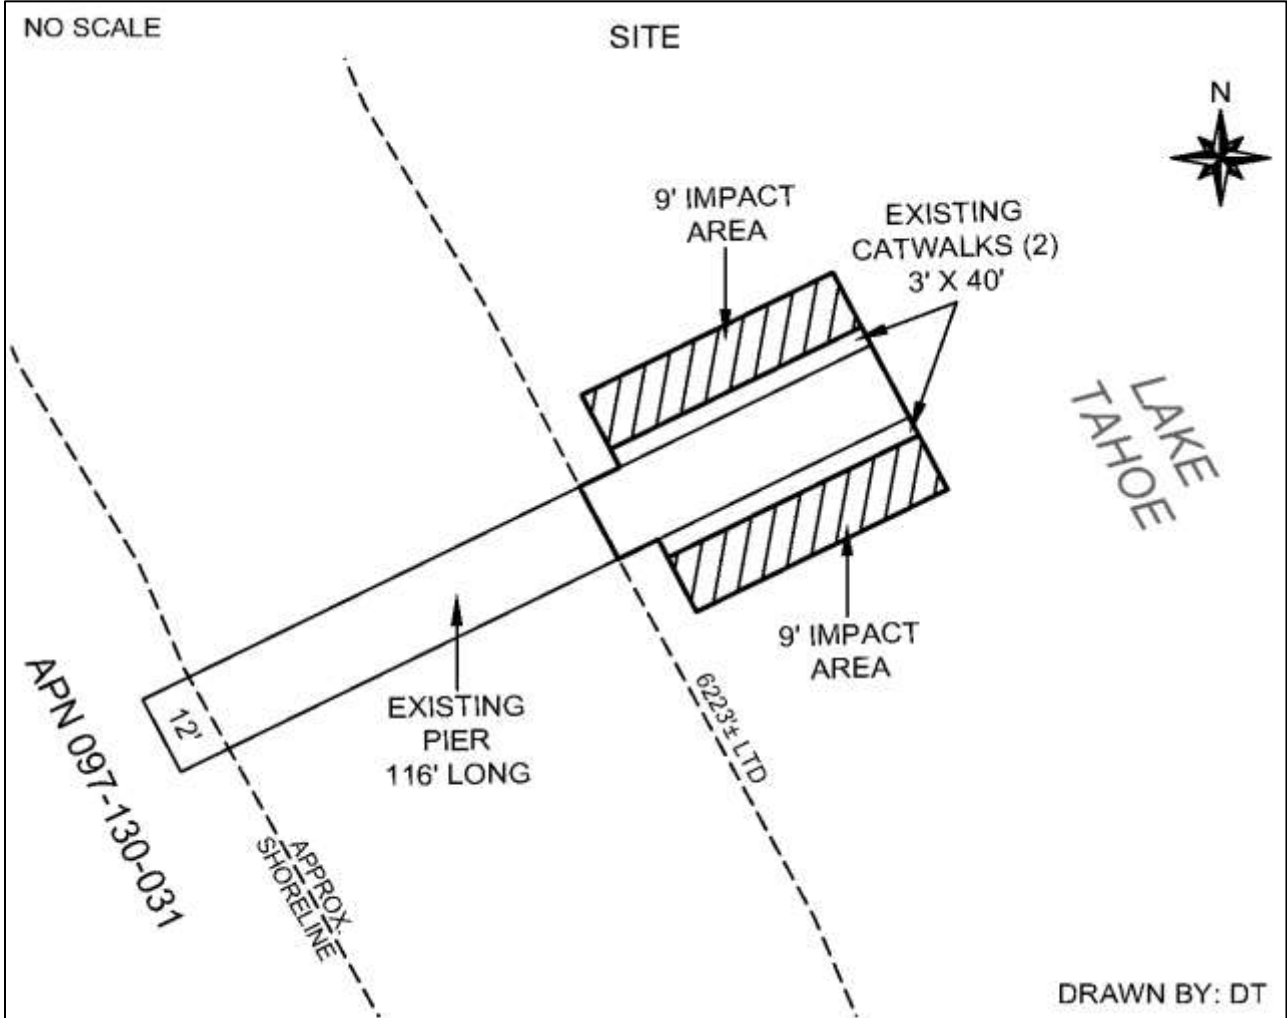 NO SCALE
SITE
N
9' IMPACT
AREA
EXISTING
CATWALKS (2)
3' X 40'
LAKE
TAHOE
9' IMPACT
AREA
6223'± LTD
12'
EXISTING
PIER
116' LONG
APN 097-130-031
APPROX.
SHORELINE
DRAWN BY: DT